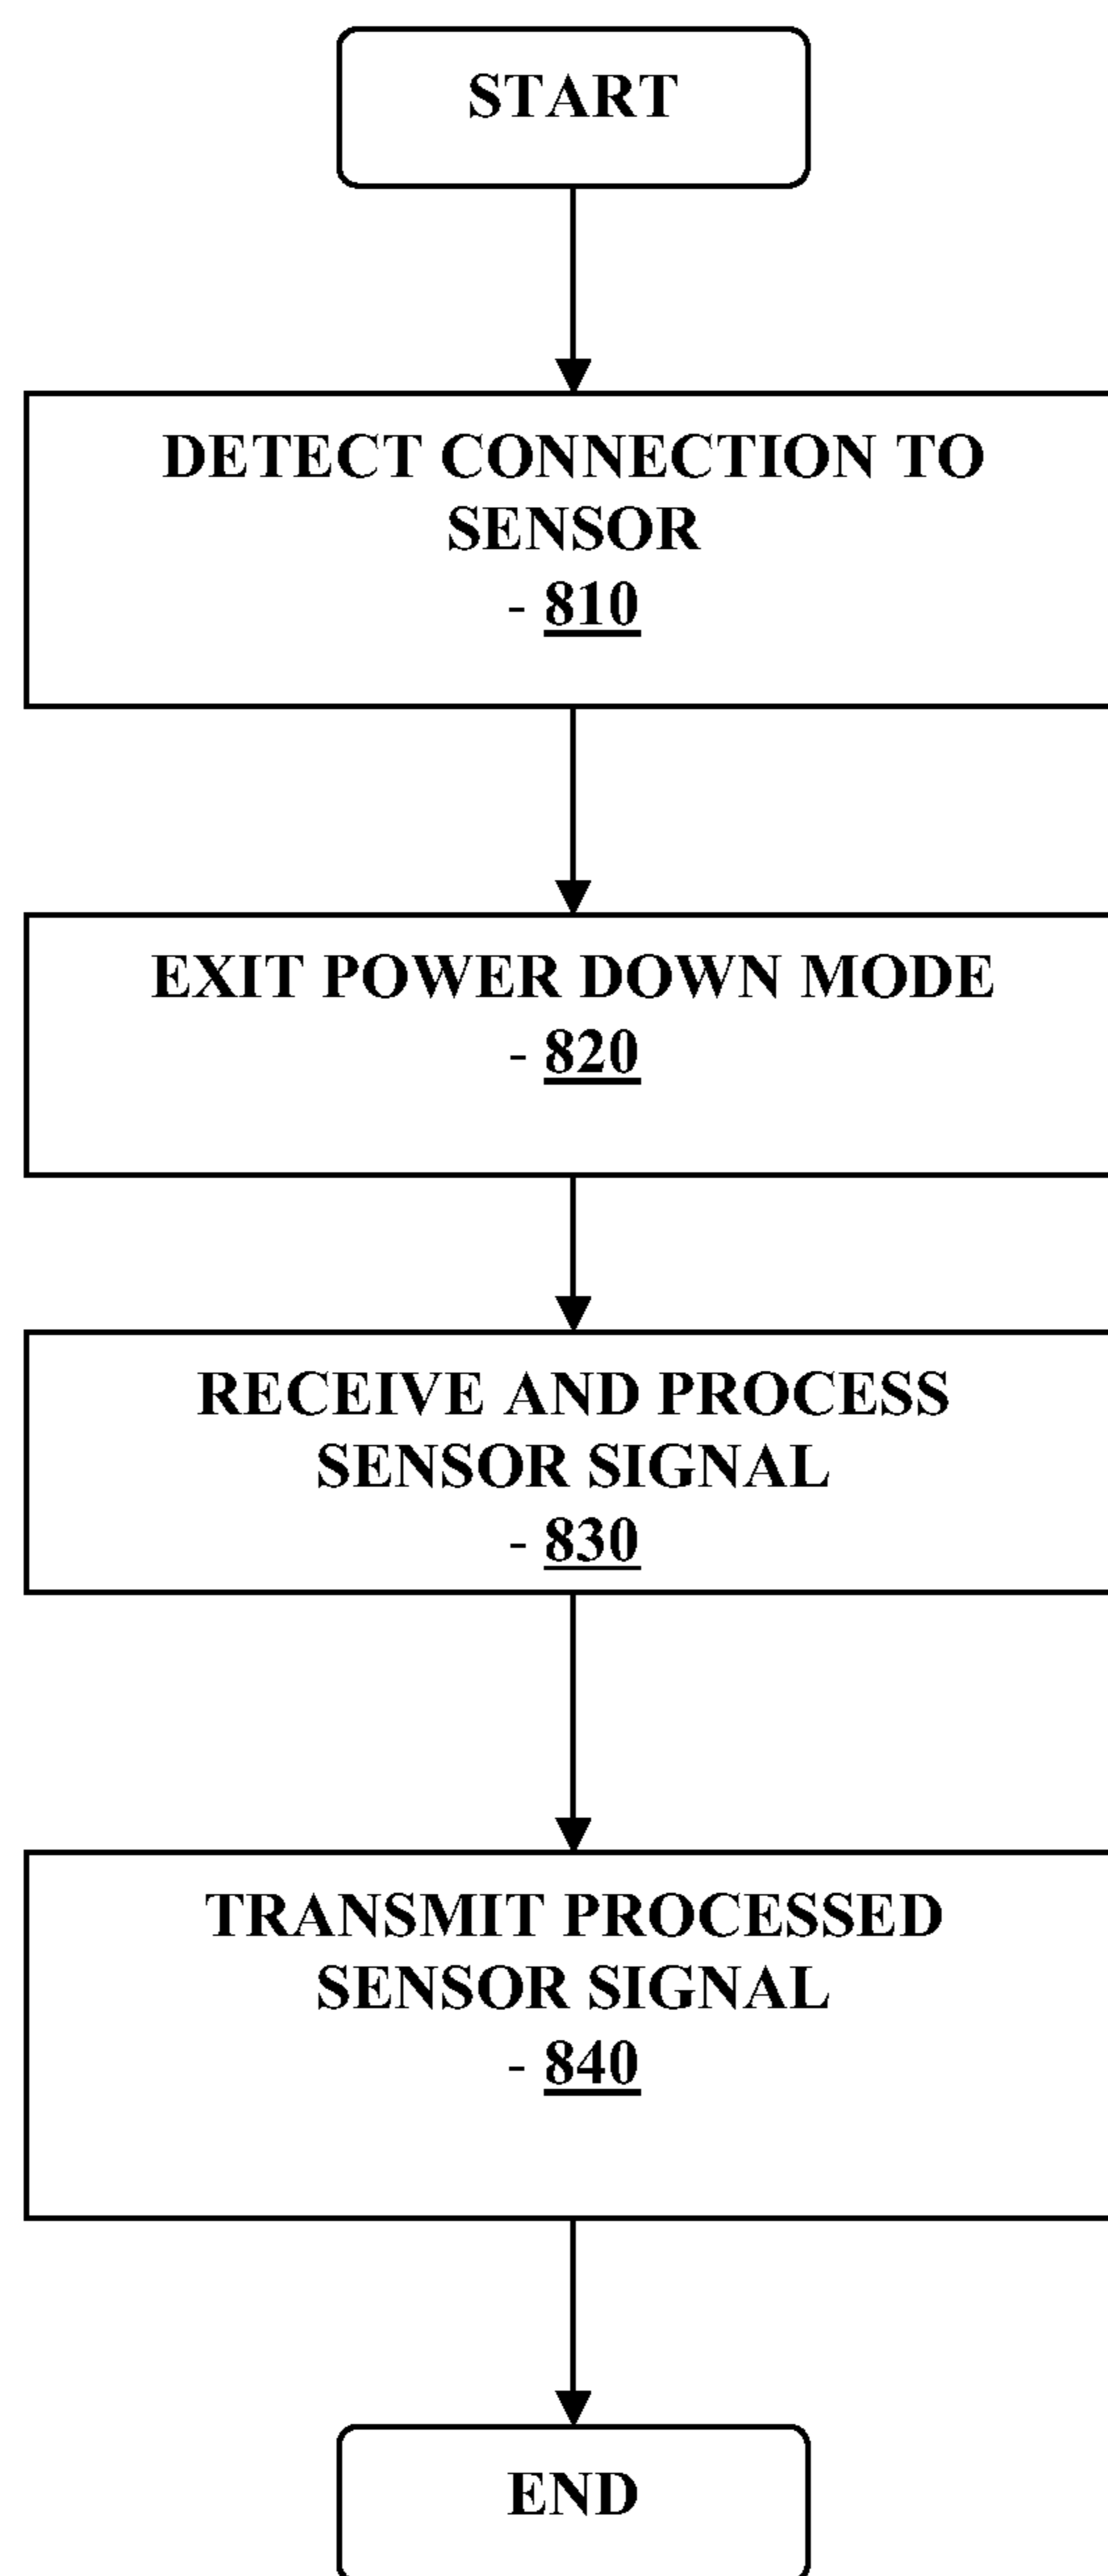 START
DETECT CONNECTION TO
SENSOR
- 810
EXIT POWER DOWN MODE
- 820
RECEIVE AND PROCESS
SENSOR SIGNAL
- 830
TRANSMIT PROCESSED
SENSOR SIGNAL
- 840
END